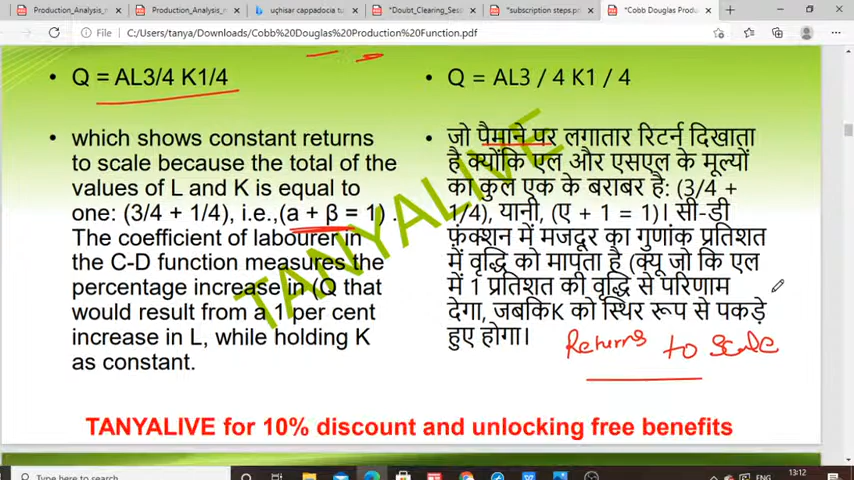 Production_Analysis_
Production_Analysis_
uçhisar cappadocia tu
*Doubt_Clearing_Ses
*subscription steps.pd
*Cobb Douglas Produ
File
C:/Users/tanya/Downloads/Cobb%20Douglas%20Production%20Function.pdf
• Q = AL3/4 K1/4
• which shows constant returns
to scale because the total of the
values of L and K is equal to
one: (3/4 + 1/4), i.e.,(a + β = 1) .
The coefficient of labourer in
the C-D function measures the
percentage increase in (Q that
would result from a 1 per cent
increase in L, while holding K
as constant.
• Q = AL3 / 4 K1 / 4
• जो पैमाने पर लगातार रिटर्न दिखाता
है क्योंकि एल और एसएल के मूल्यों
का कुल एक के बराबर है: (3/4 +
1/4), यानी, (ए + 1 = 1)। सी-डी
फ़ंक्शन में मजदूर का गुणांक प्रतिशत
में वृद्धि को मापता है (क्यू जो कि एल
में 1 प्रतिशत की वृद्धि से परिणाम
देगा, जबकिK को स्थिर रूप से पकड़े
हुए होगा।
Returns to scale
TANYALIVE
TANYALIVE for 10% discount and unlocking free benefits
Type here to search
ENG
13:12